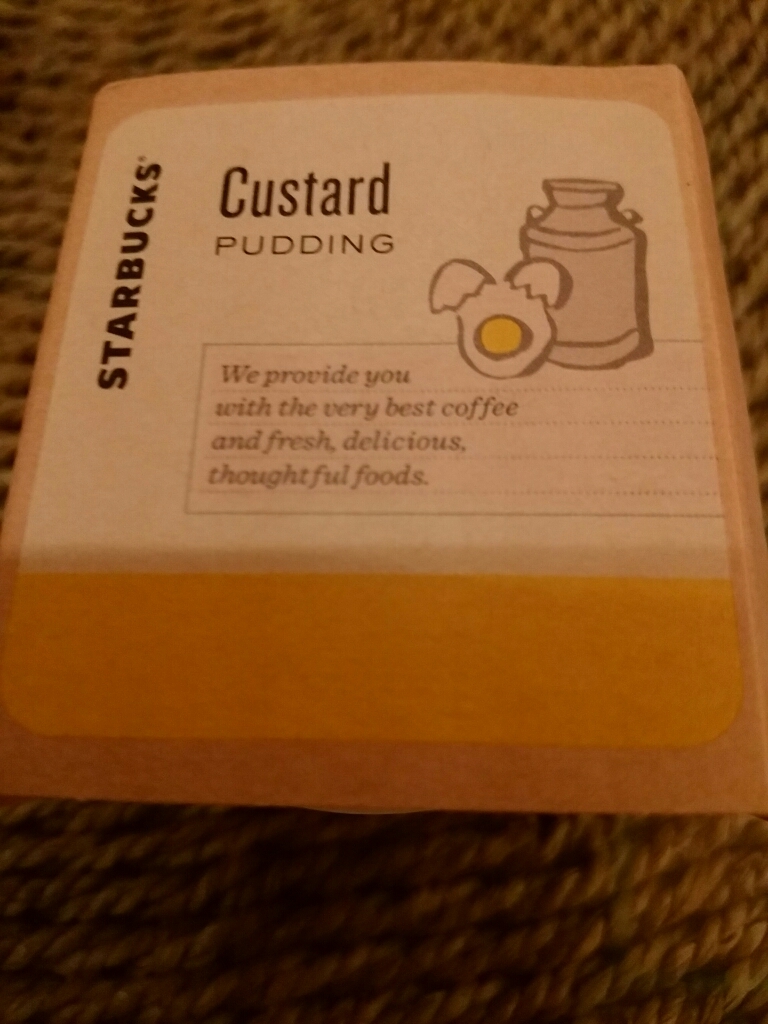 STARBUCKS®
Custard
PUDDING
We provide you
with the very best coffee
and fresh, delicious,
thoughtful foods.